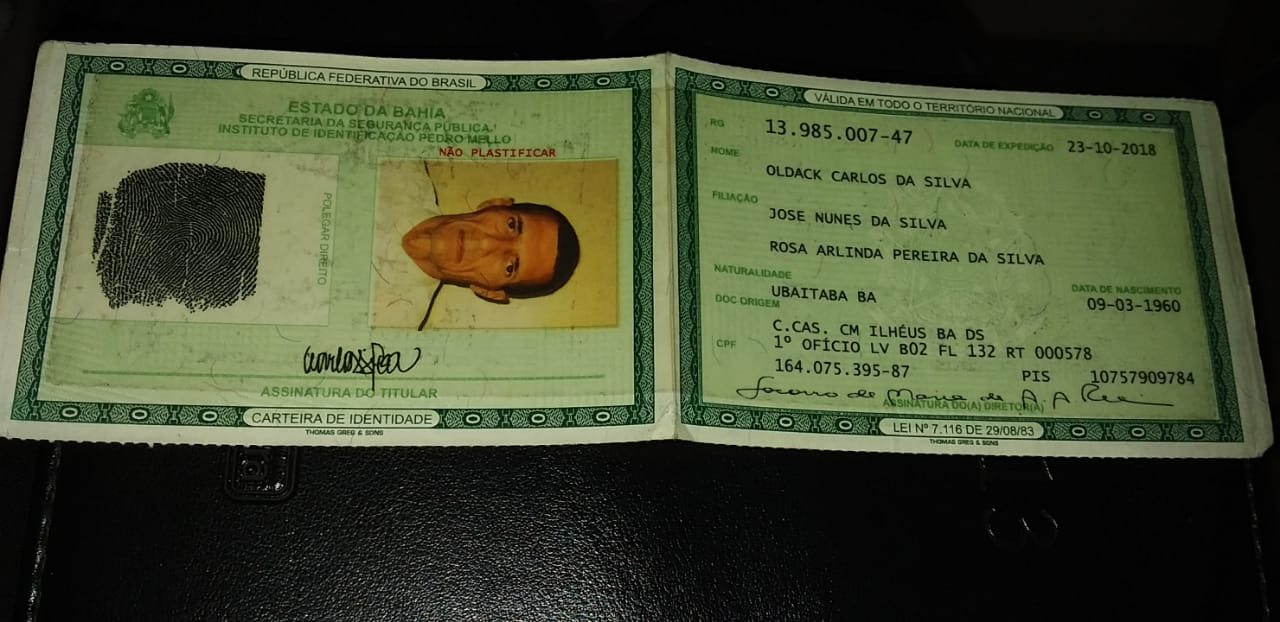 REPÚBLICA FEDERATIVA DO BRASIL
ESTADO DA BAHIA
SECRETARIA DA SEGURANÇA PÚBLICA
INSTITUTO DE IDENTIFICAÇÃO PEDRO MELLO
NÃO PLASTIFICAR
POLEGAR DIREITO
ASSINATURA DO TITULAR
CARTEIRA DE IDENTIDADE
THOMAS GREG & SONS
VÁLIDA EM TODO O TERRITÓRIO NACIONAL
RG 13.985.007-47 DATA DE EXPEDIÇÃO 23-10-2018
NOME
OLDACK CARLOS DA SILVA
FILIAÇÃO
JOSE NUNES DA SILVA
ROSA ARLINDA PEREIRA DA SILVA
NATURALIDADE DATA DE NASCIMENTO
UBAITABA BA 09-03-1960
DOC ORIGEM
C.CAS. CM ILHÉUS BA DS
1º OFÍCIO LV B02 FL 132 RT 000578
CPF 164.075.395-87 PIS 10757909784
Socorro de Maria de A. A
ASSINATURA DO(A) DIRETOR(A)
LEI Nº 7.116 DE 29/08/83
THOMAS GREG & SONS